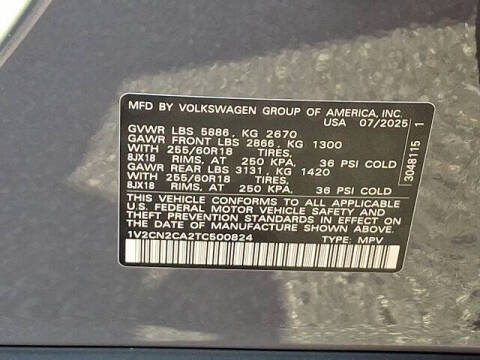 MFD BY VOLKSWAGEN GROUP OF AMERICA, INC.
USA 07/2025
GVWR LBS 5886 , KG 2670
GAWR FRONT LBS 2866, KG 1300
WITH 255/60R18 TIRES,
8JX18 RIMS, AT 250 KPA. 36 PSI COLD
GAWR REAR LBS 3131, KG 1420
WITH 255/60R18 TIRES,
8JX18 RIMS, AT 250 KPA. 36 PSI COLD
THIS VEHICLE CONFORMS TO ALL APPLICABLE
U.S. FEDERAL MOTOR VEHICLE SAFETY AND
THEFT PREVENTION STANDARDS IN EFFECT
ON THE DATE OF MANUFACTURE SHOWN ABOVE
1V2CN2CA2TC500824 TYPE: MPV
3048115 1